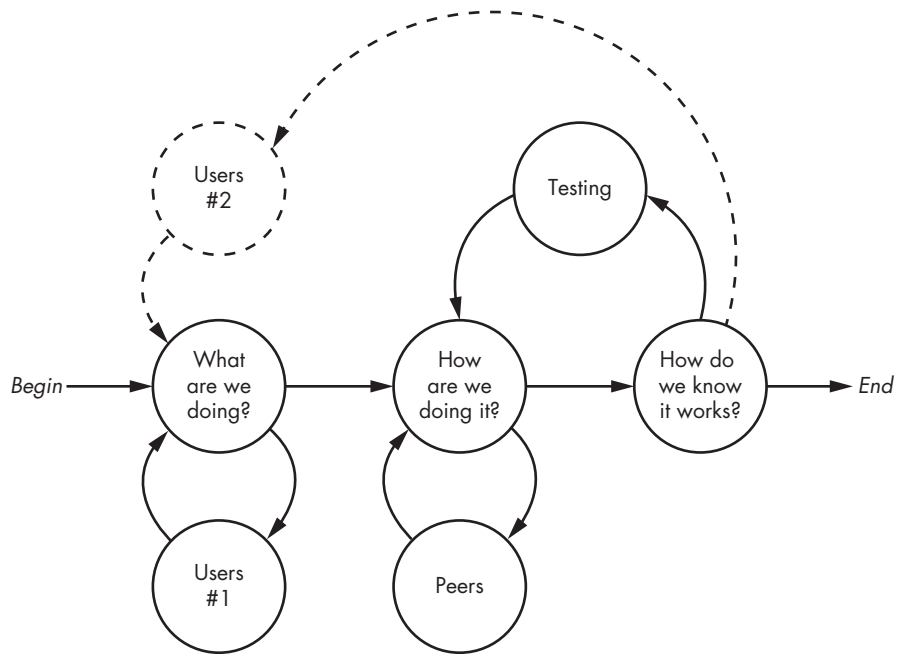 Users
#2
Testing
Begin
What
are we
doing?
How
are we
doing it?
How do
we know
it works?
End
Users
#1
Peers